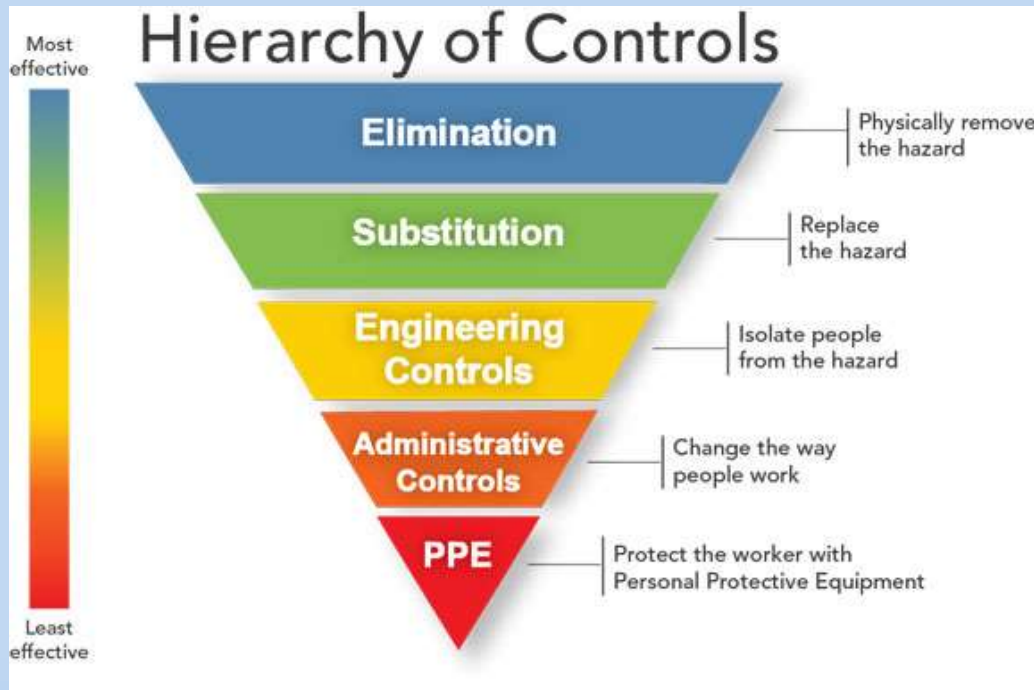 Hierarchy of Controls
Most
effective
Elimination
Physically remove
the hazard
Substitution
Replace
the hazard
Engineering
Controls
Isolate people
from the hazard
Administrative
Controls
Change the way
people work
PPE
Protect the worker with
Personal Protective Equipment
Least
effective